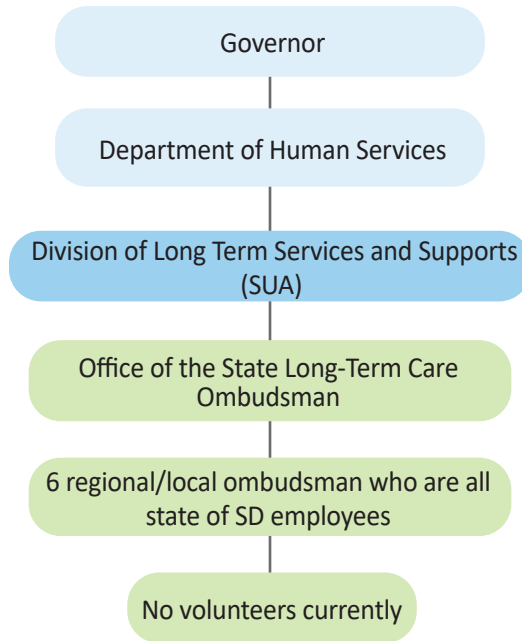 Governor
Department of Human Services
Division of Long Term Services and Supports
(SUA)
Office of the State Long-Term Care
Ombudsman
6 regional/local ombudsman who are all
state of SD employees
No volunteers currently